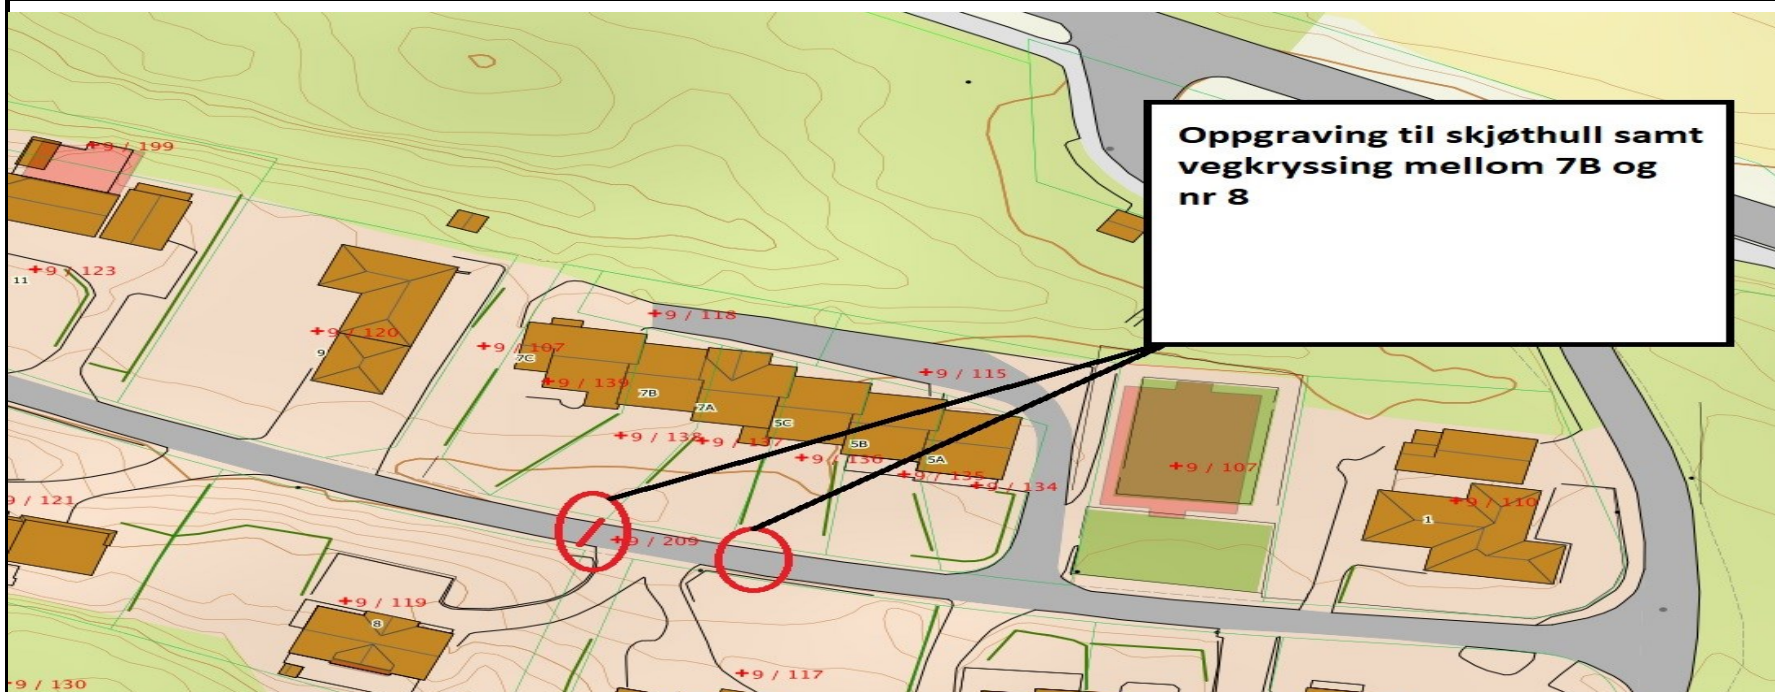 Oppgraving til skjøthull samt
vegkryssing mellom 7B og
nr 8
9 / 199
9 / 123
11
9 / 120
9
9 / 118
9 / 107
7C
9 / 139
7B
7A
5C
5B
5A
9 / 115
9 / 138
9 / 137
9 / 136
9 / 135
9 / 134
9 / 107
9 / 110
1
9 / 121
9 / 209
9 / 119
8
9 / 117
9 / 130